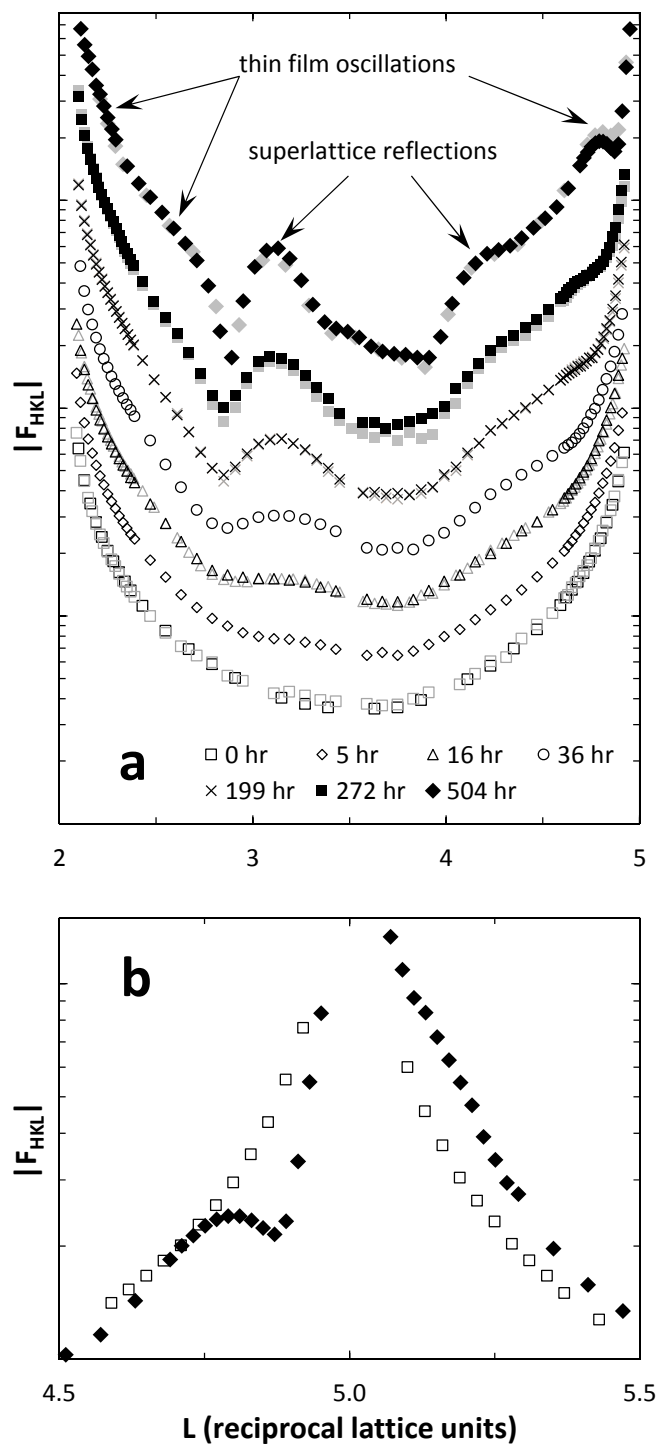 thin film oscillations
superlattice reflections
|F_HKL|
a
□ 0 hr ◇ 5 hr △ 16 hr ○ 36 hr
× 199 hr ■ 272 hr ◆ 504 hr
2 3 4 5
b
|F_HKL|
4.5 5.0 5.5
L (reciprocal lattice units)